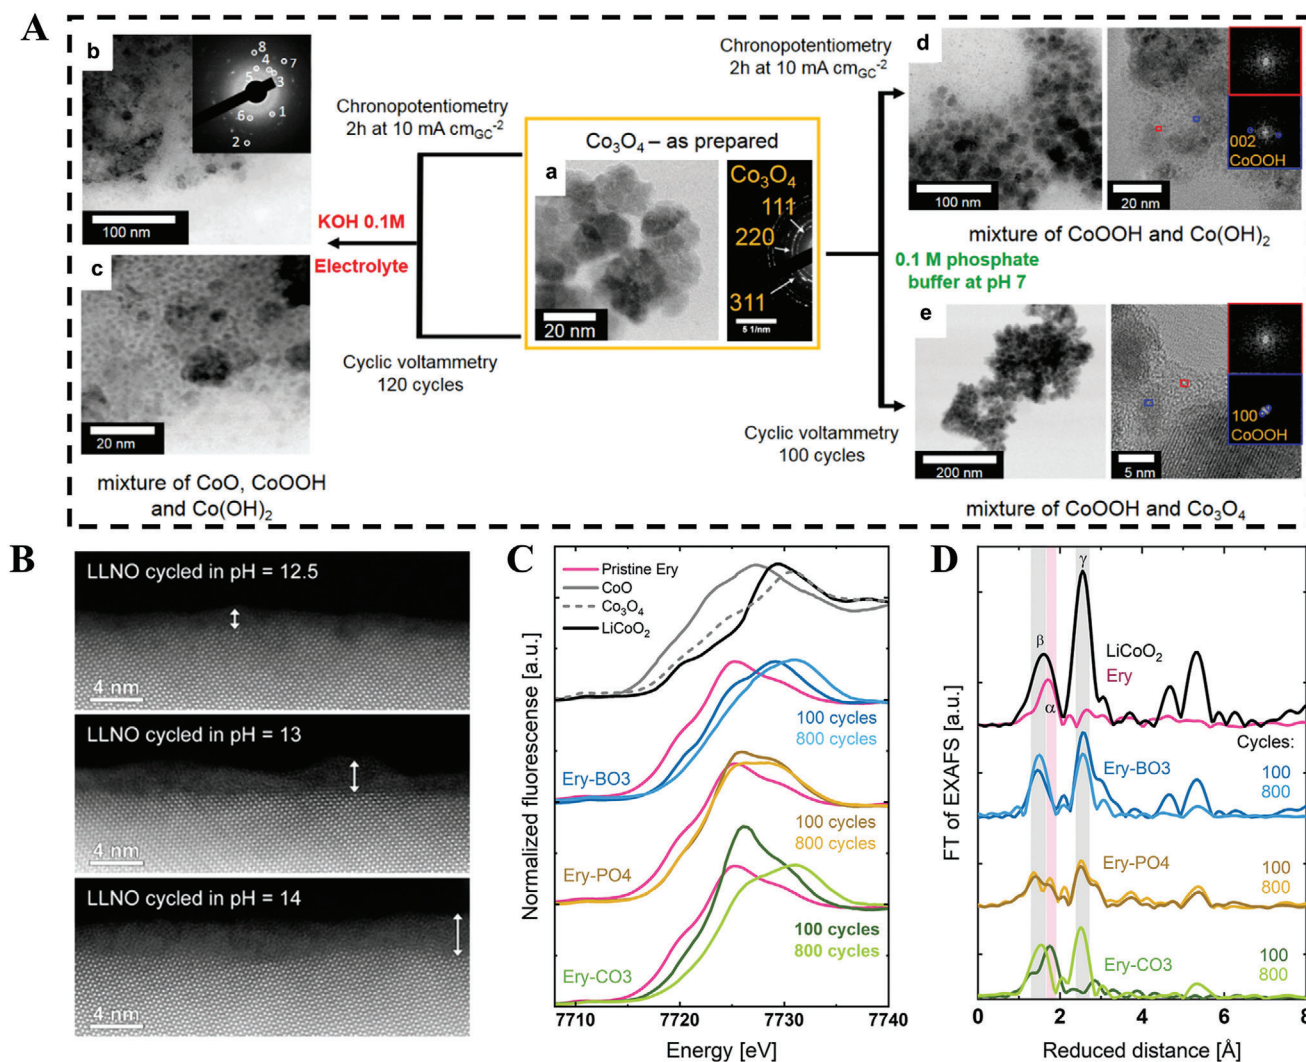 A
b
8
4
7
5
3
6
1
2
100 nm
c
20 nm
mixture of CoO, CoOOH
and Co(OH)2
Chronopotentiometry
2h at 10 mA cmGC-2
KOH 0.1M
Electrolyte
Cyclic voltammetry
120 cycles
Co3O4 – as prepared
a
20 nm
Co3O4
111
220
311
5 1/nm
Chronopotentiometry
2h at 10 mA cmGC-2
0.1 M phosphate
buffer at pH 7
Cyclic voltammetry
100 cycles
d
100 nm
20 nm
002
CoOOH
mixture of CoOOH and Co(OH)2
e
200 nm
5 nm
100
CoOOH
mixture of CoOOH and Co3O4
B
LLNO cycled in pH = 12.5
4 nm
LLNO cycled in pH = 13
4 nm
LLNO cycled in pH = 14
4 nm
C
Pristine Ery
CoO
Co3O4
LiCoO2
100 cycles
800 cycles
Ery-BO3
100 cycles
800 cycles
Ery-PO4
100 cycles
800 cycles
Ery-CO3
Normalized fluorescense [a.u.]
7710
7720
7730
7740
Energy [eV]
D
γ
β
α
LiCoO2
Ery
Cycles:
Ery-BO3
100
800
Ery-PO4
100
800
Ery-CO3
100
800
FT of EXAFS [a.u.]
0
2
4
6
8
Reduced distance [Å]